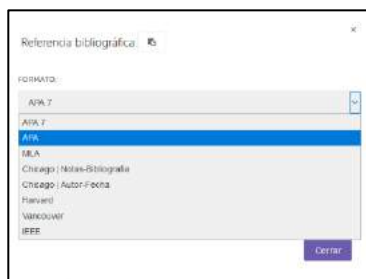 Referencia bibliográfica
×
FORMATO:
APA 7
APA 7
APA
MLA
Chicago | Notas-Bibliografía
Chicago | Autor-Fecha
Harvard
Vancouver
IEEE
Cerrar